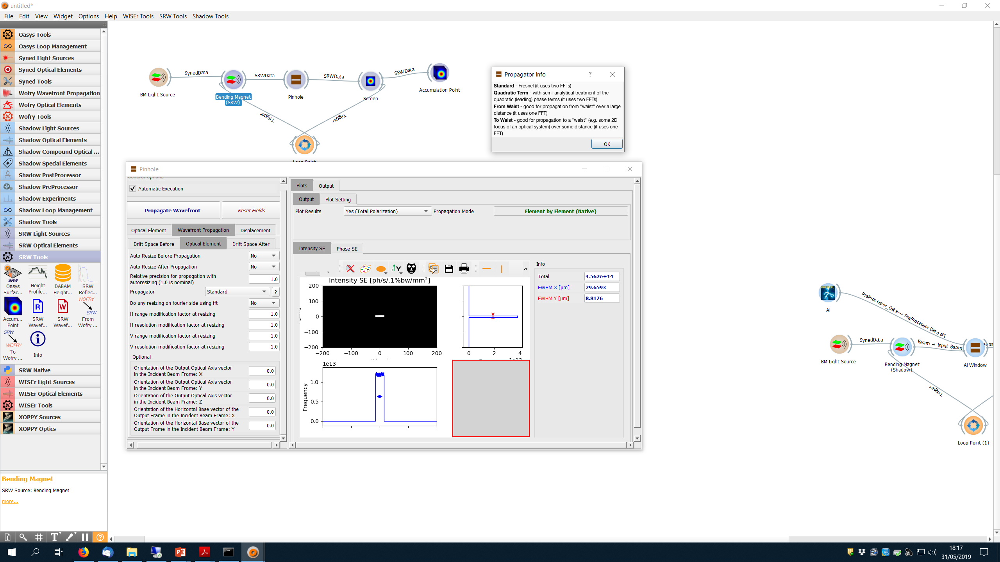 untitled*
File Edit View Widget Options Help WISEr Tools SRW Tools Shadow Tools
Oasys Tools
Oasys Loop Management
Syned Light Sources
Syned Optical Elements
Syned Tools
Wofry Wavefront Propagation
Wofry Optical Elements
Wofry Tools
Shadow Light Sources
Shadow Optical Elements
Shadow Compound Optical ...
Shadow Special Elements
Shadow PostProcessor
Shadow PreProcessor
Shadow Experiments
Shadow Loop Management
Shadow Tools
SRW Light Sources
SRW Optical Elements
SRW Tools
SRW
Oasys Surfac...
Height Profile...
DABAM Height...
SRW Reflec...
Accum... Point
R
SRW Wavef...
W
SRW Wavef...
WOFRY
SRW
From Wofry ...
SRW
WOFRY
To Wofry ...
Info
SRW Native
WISEr Light Sources
WISEr Optical Elements
WISEr Tools
XOPPY Sources
XOPPY Optics
Bending Magnet
SRW Source: Bending Magnet
more...
BM Light Source
SynedData
Bending Magnet
(SRW)
SRWData
Pinhole
SRWData
Screen
SRWData
Accumulation Point
Trigger
Trigger
Loop Point
Propagator Info
?
Standard - Fresnel (it uses two FFTs)
Quadratic Term - with semi-analytical treatment of the
quadratic (leading) phase terms (it uses two FFTs)
From Waist - good for propagation from "waist" over a large
distance (it uses one FFT)
To Waist - good for propagation to a "waist" (e.g. some 2D
focus of an optical system) over some distance (it uses one
FFT)
OK
Pinhole
General Options
Automatic Execution
Propagate Wavefront
Reset Fields
Optical Element Wavefront Propagation Displacement
Drift Space Before Optical Element Drift Space After
Auto Resize Before Propagation No
Auto Resize After Propagation No
Relative precision for propagation with
autoresizing (1.0 is nominal) 1.0
Propagator Standard ?
Do any resizing on fourier side using fft No
H range modification factor at resizing 1.0
H resolution modification factor at resizing 1.0
V range modification factor at resizing 1.0
V resolution modification factor at resizing 1.0
Optional
Orientation of the Output Optical Axis vector
in the Incident Beam Frame: X 0.0
Orientation of the Output Optical Axis vector
in the Incident Beam Frame: Y 0.0
Orientation of the Output Optical Axis vector
in the Incident Beam Frame: Z 0.0
Orientation of the Horizontal Base vector of the
Output Frame in the Incident Beam Frame: X 0.0
Orientation of the Horizontal Base vector of the
Output Frame in the Incident Beam Frame: Y 0.0
Plots Output
Output Plot Setting
Plot Results Yes (Total Polarization) Propagation Mode Element by Element (Native)
Intensity SE Phase SE
Y
»
Intensity SE [ph/s/.1%bw/mm²]
200
100
0
−100
−200
−200 −100 0 100 200
0 2 4
1e13
1.0
0.5
0.0
Frequency
Info
Total 4.562e+14
FWHM X [µm] 29.6593
FWHM Y [µm] 8.8176
PREREFL
Al
PreProcessor_Data → PreProcessor Data #1
BM Light Source
SynedData
Bending Magnet
(Shadow)
Beam → Input Beam
Al Window
Trigger
Loop Point (1)
18:17
31/05/2019